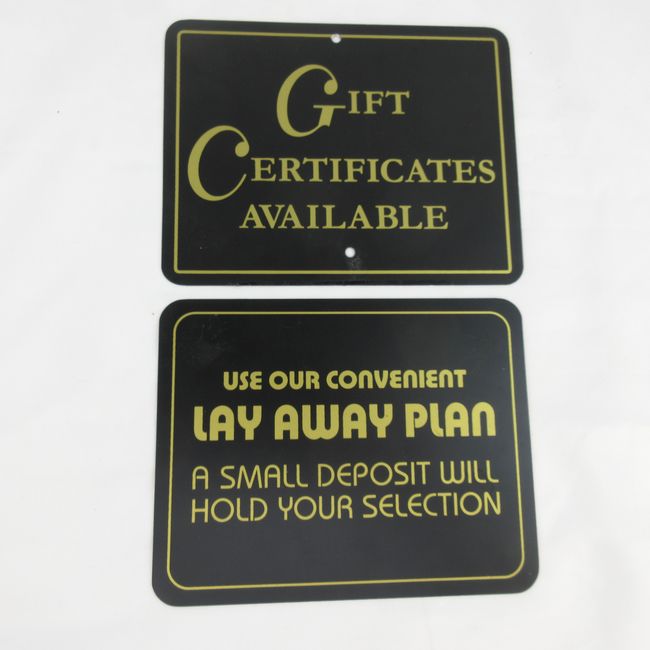 GIFT
CERTIFICATES
AVAILABLE
USE OUR CONVENIENT
LAY AWAY PLAN
A SMALL DEPOSIT WILL
HOLD YOUR SELECTION